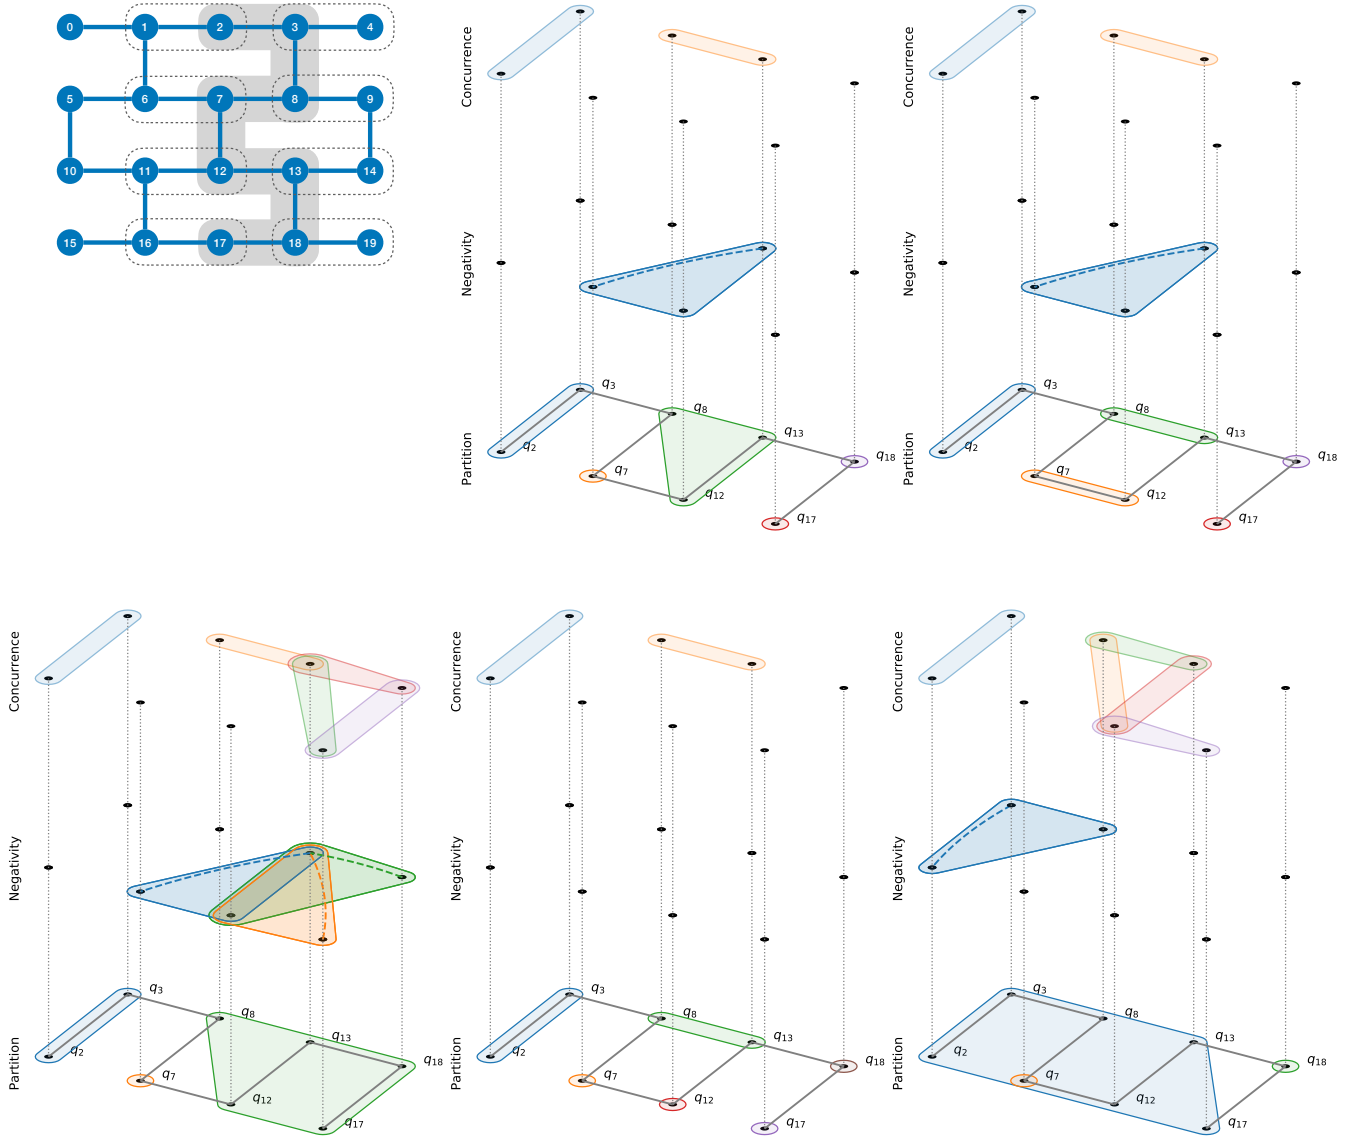 0 1 2 3 4
5 6 7 8 9
10 11 12 13 14
15 16 17 18 19
Concurrence
Negativity
Partition
q2
q3
q7
q8
q12
q13
q17
q18
Concurrence
Negativity
Partition
q2
q3
q7
q8
q12
q13
q17
q18
Concurrence
Negativity
Partition
q2
q3
q7
q8
q12
q13
q17
q18
Concurrence
Negativity
Partition
q2
q3
q7
q8
q12
q13
q17
q18
Concurrence
Negativity
Partition
q2
q3
q7
q8
q12
q13
q17
q18